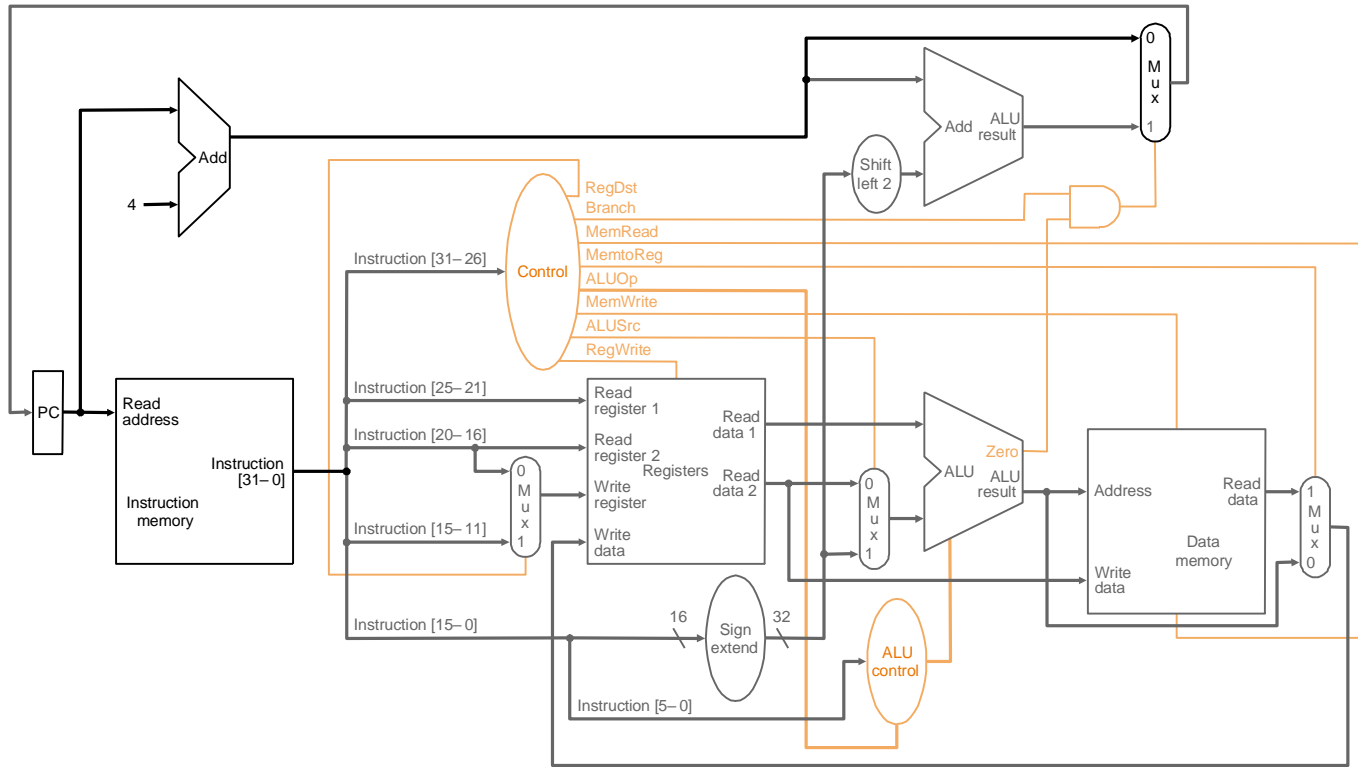 0
M
u
x
1
Add
ALU
result
Add
Shift
left 2
4
RegDst
Branch
MemRead
MemtoReg
ALUOp
MemWrite
ALUSrc
RegWrite
Control
Instruction [31–26]
PC
Read
address
Instruction
[31–0]
Instruction
memory
Instruction [25–21]
Instruction [20–16]
Instruction [15–11]
0
M
u
x
1
Read
register 1
Read
register 2
Write
register
Write
data
Registers
Read
data 1
Read
data 2
0
M
u
x
1
Zero
ALU
ALU
result
Address
Write
data
Read
data
Data
memory
1
M
u
x
0
Instruction [15–0]
16
Sign
extend
32
ALU
control
Instruction [5–0]